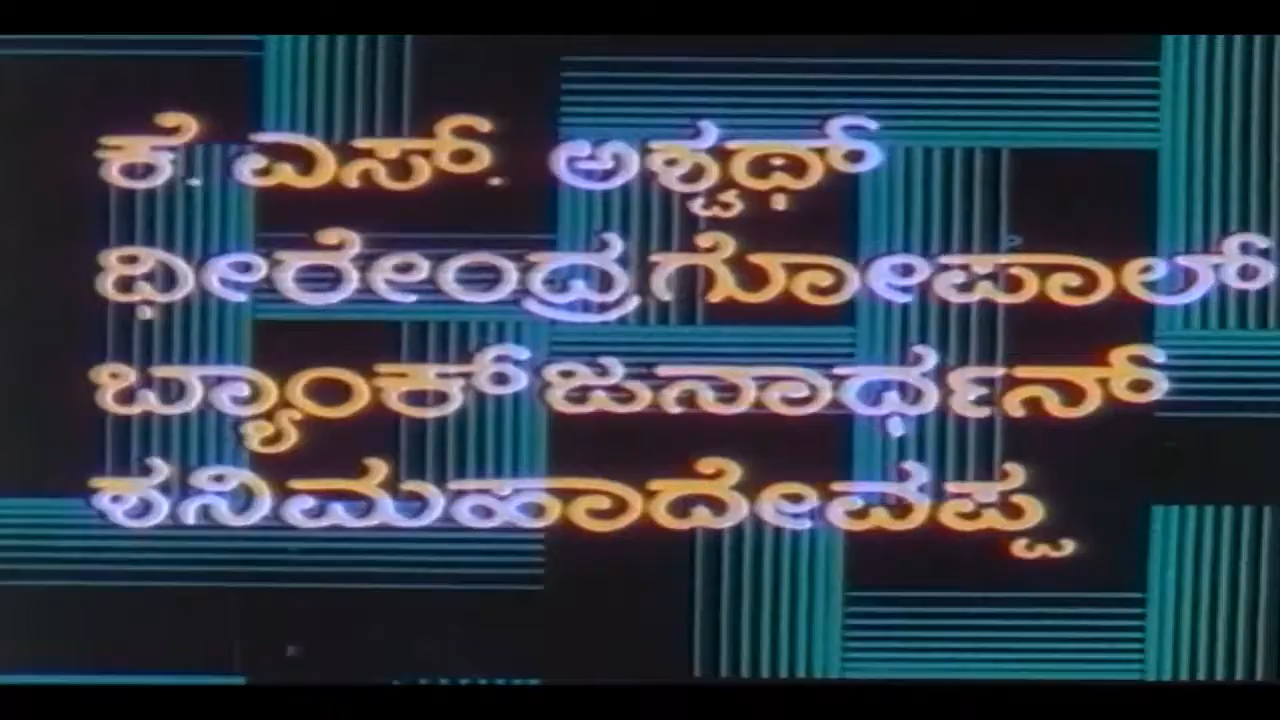 ಕೆ. ಎಸ್. ಅಶ್ವಥ್
ಧೀರೇಂದ್ರಗೋಪಾಲ್
ಬ್ಯಾಂಕ್ ಜನಾರ್ಧನ್
ಶನಿಮಹಾದೇವಪ್ಪ